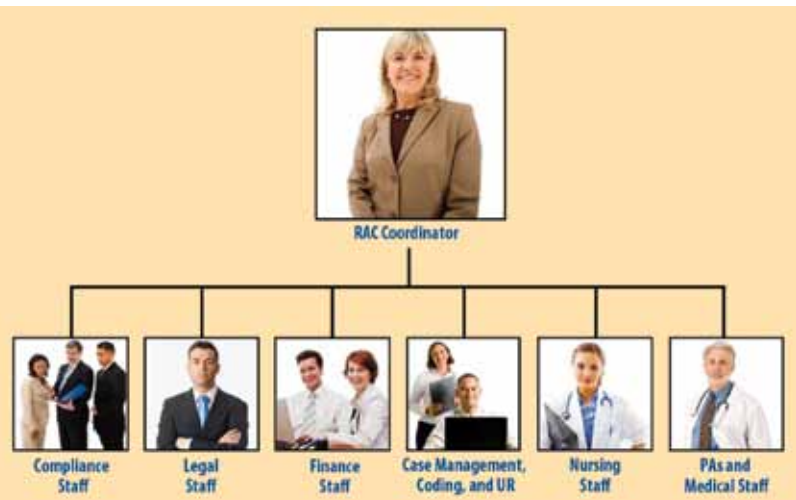 RAC Coordinator
Compliance
Staff
Legal
Staff
Finance
Staff
Case Management,
Coding, and UR
Nursing
Staff
PAs and
Medical Staff